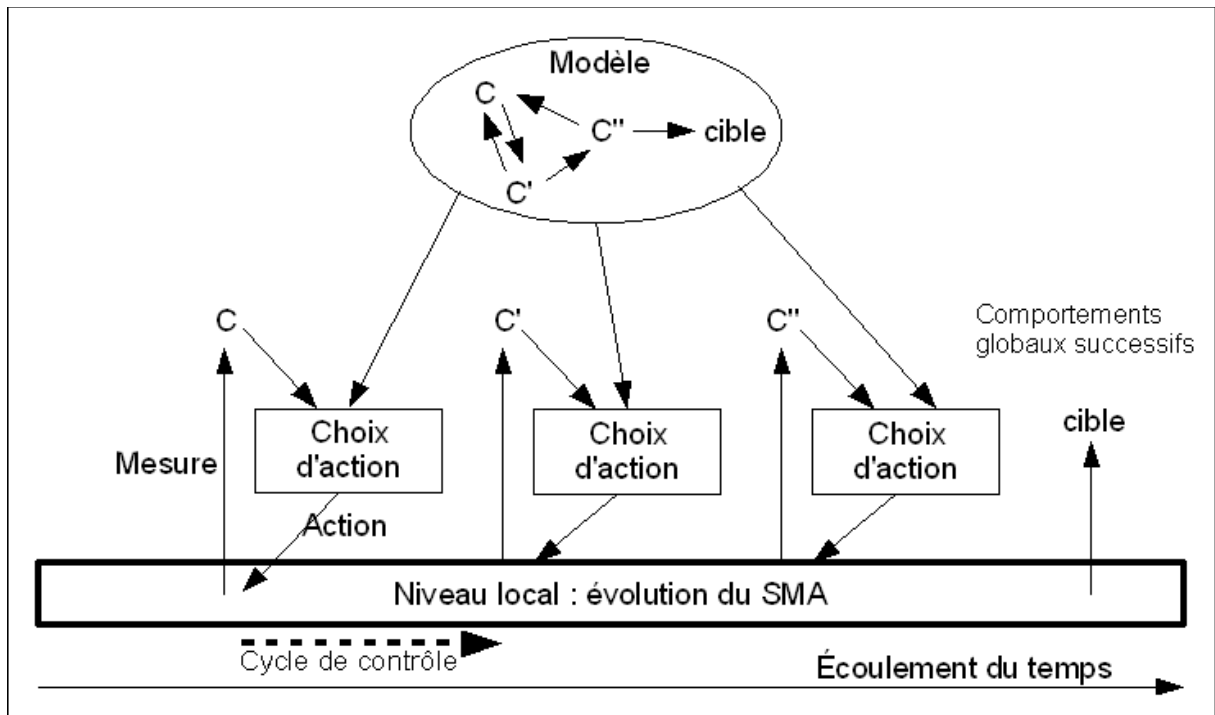 Modèle
C
C''
cible
C'
C
C'
C''
Comportements
globaux successifs
Choix
d'action
Choix
d'action
Choix
d'action
cible
Mesure
Action
Niveau local : évolution du SMA
Cycle de contrôle
Écoulement du temps